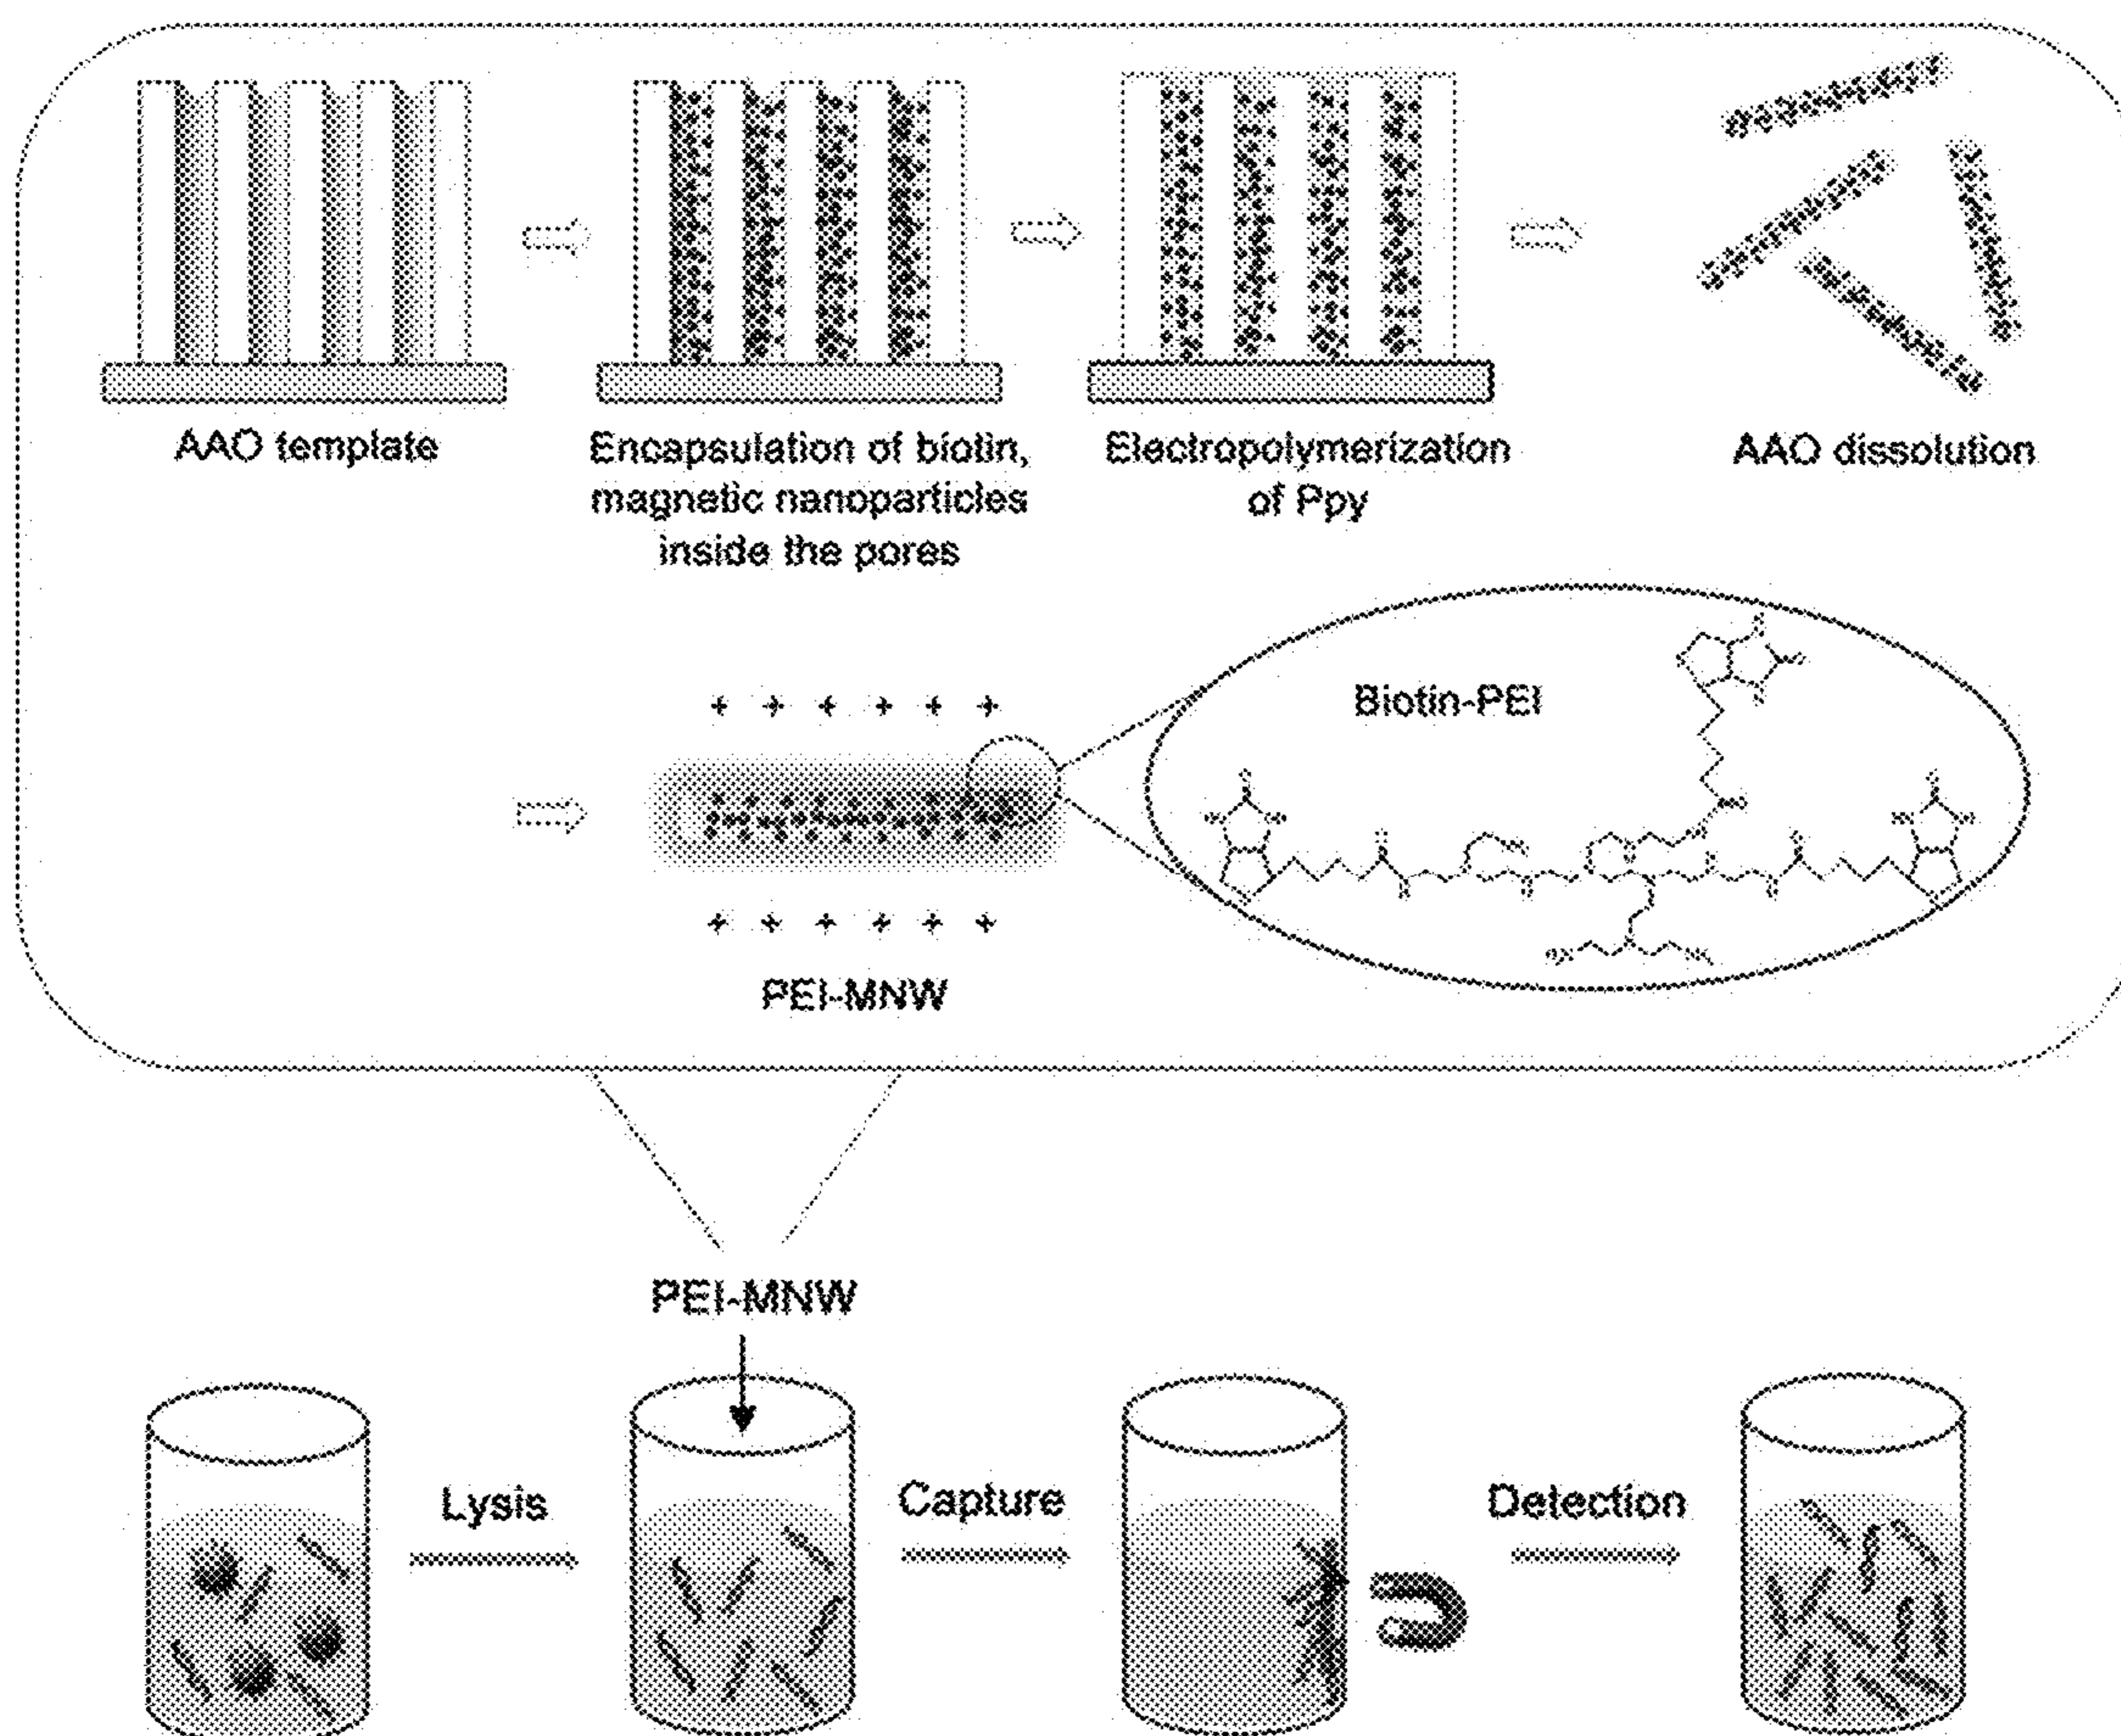 AAO template
Encapsulation of biotin,
magnetic nanoparticles
inside the pores
Electropolymerization
of Ppy
AAO dissolution
+ + + + + +
Biotin-PEI
+ + + + + +
PEI-MNW
PEI-MNW
Lysis
Capture
Detection